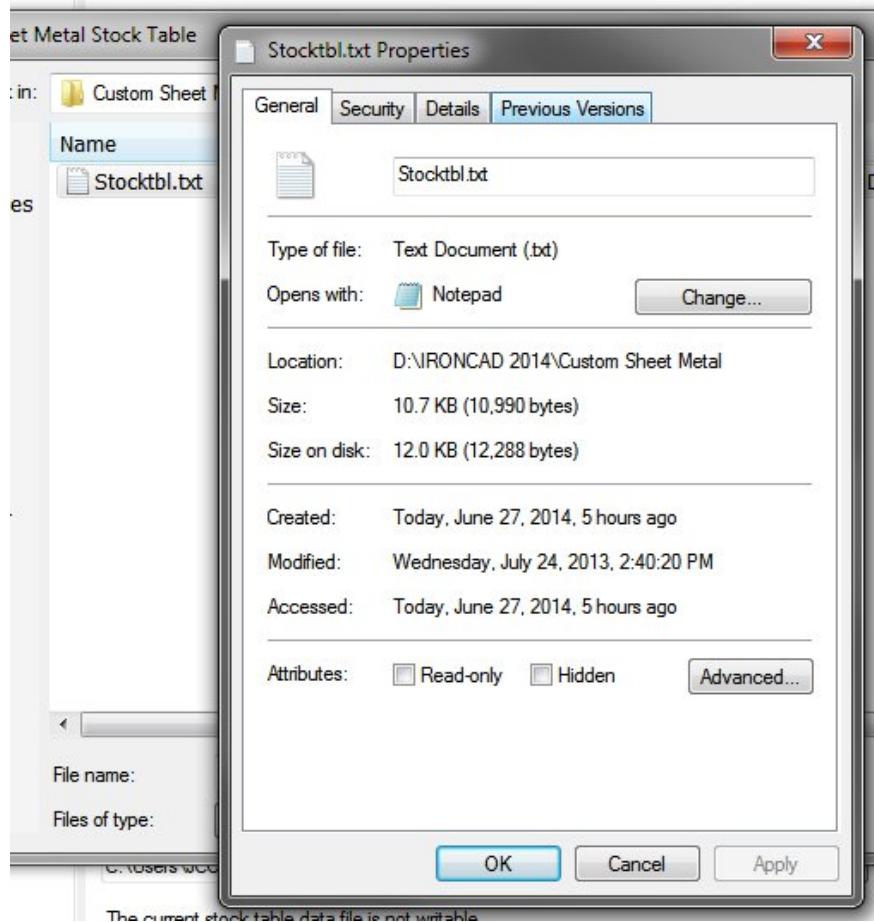 et Metal Stock Table
Stocktbl.txt Properties
in:
Custom Sheet
General Security Details Previous Versions
Name
Stocktbl.txt
es
Stocktbl.txt
Type of file: Text Document (.txt)
Opens with: Notepad Change...
Location: D:\IRONCAD 2014\Custom Sheet Metal
Size: 10.7 KB (10,990 bytes)
Size on disk: 12.0 KB (12,288 bytes)
Created: Today, June 27, 2014, 5 hours ago
Modified: Wednesday, July 24, 2013, 2:40:20 PM
Accessed: Today, June 27, 2014, 5 hours ago
Attributes: Read-only Hidden Advanced...
File name:
Files of type:
OK Cancel Apply
The current stock table data file is not writable